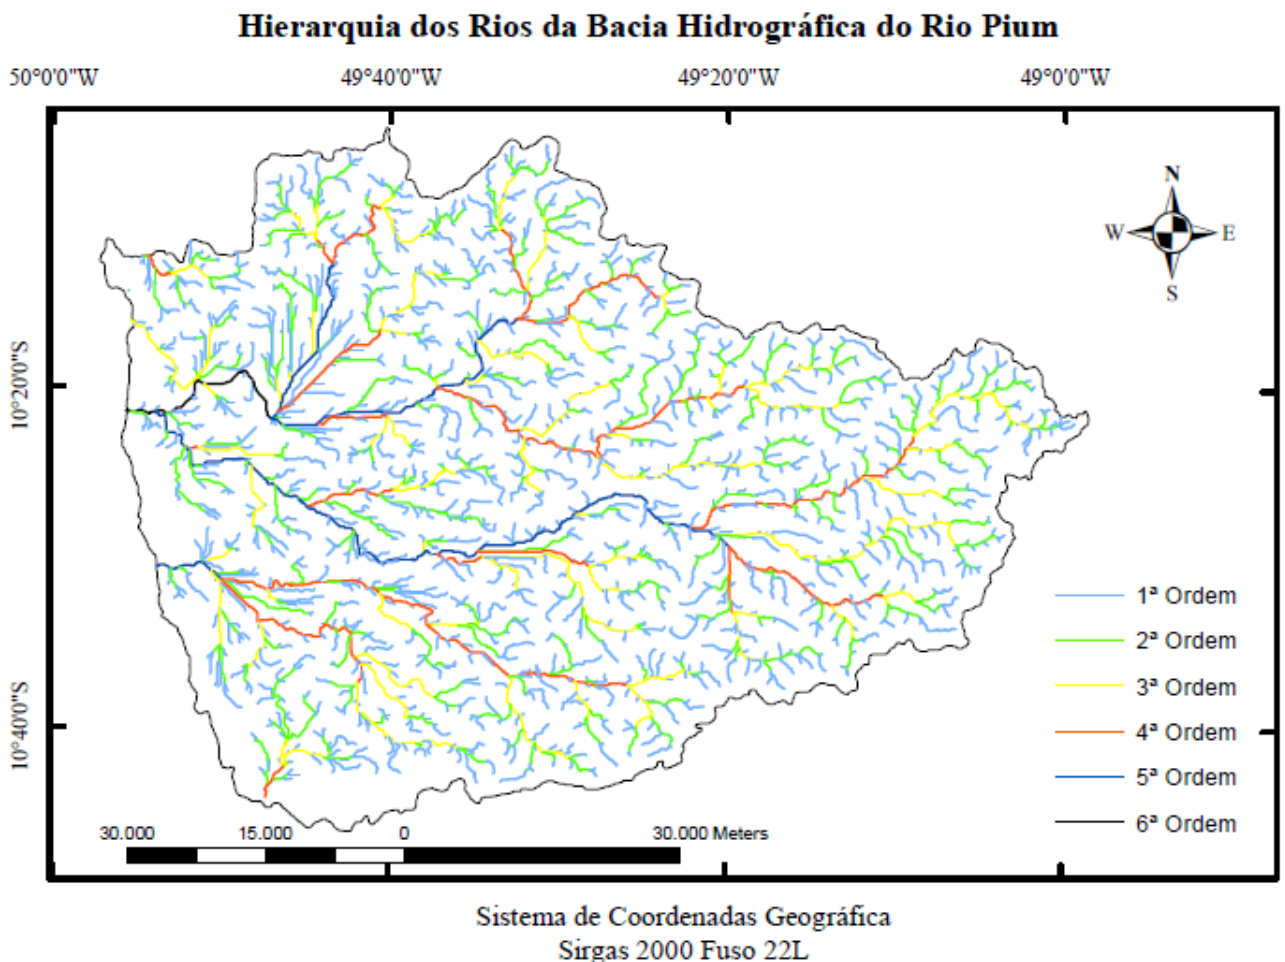 Hierarquia dos Rios da Bacia Hidrográfica do Rio Pium
50°0'0"W 49°40'0"W 49°20'0"W 49°0'0"W
N
W E
S
10°20'0"S
10°40'0"S
1ª Ordem
2ª Ordem
3ª Ordem
4ª Ordem
5ª Ordem
6ª Ordem
30.000 15.000 0 30.000 Meters
Sistema de Coordenadas Geográfica
Sirgas 2000 Fuso 22L